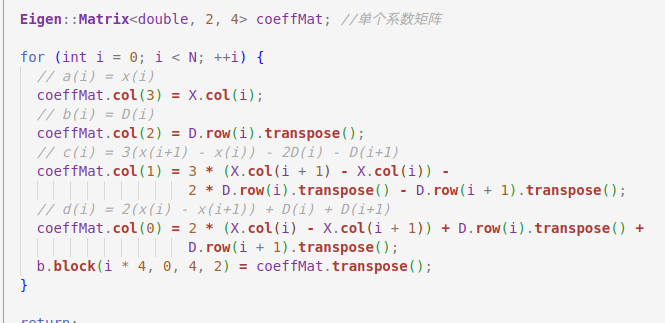 Eigen::Matrix<double, 2, 4> coeffMat; //单个系数矩阵
for (int i = 0; i < N; ++i) {
// a(i) = x(i)
coeffMat.col(3) = X.col(i);
// b(i) = D(i)
coeffMat.col(2) = D.row(i).transpose();
// c(i) = 3(x(i+1) - x(i)) - 2D(i) - D(i+1)
coeffMat.col(1) = 3 * (X.col(i + 1) - X.col(i)) -
2 * D.row(i).transpose() - D.row(i + 1).transpose();
// d(i) = 2(x(i) - x(i+1)) + D(i) + D(i+1)
coeffMat.col(0) = 2 * (X.col(i) - X.col(i + 1)) + D.row(i).transpose() +
D.row(i + 1).transpose();
b.block(i * 4, 0, 4, 2) = coeffMat.transpose();
}
return;